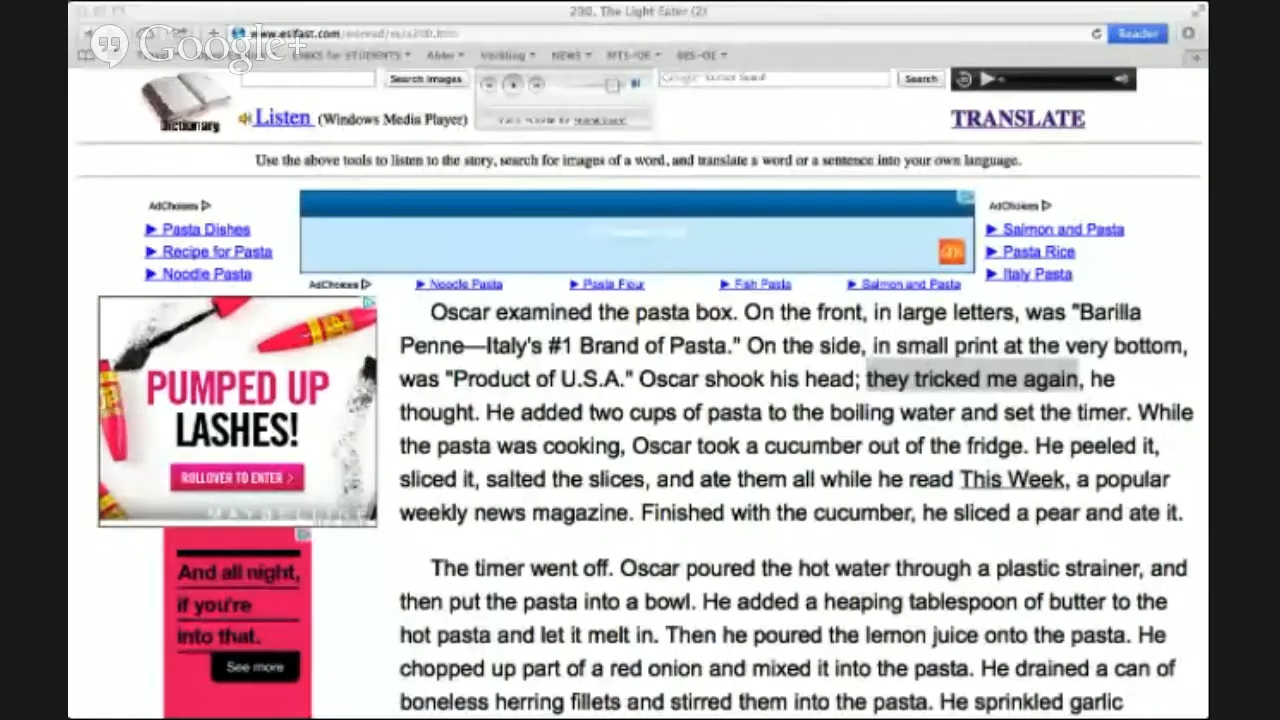 200. The Light Eater (2)
Google+
www.eslfast.com
Reader
LINKS for STUDENTS
NEWS
Search Images
Search
Dictionary
Listen (Windows Media Player)
TRANSLATE
Use the above tools to listen to the story, search for images of a word, and translate a word or a sentence into your own language.
AdChoices
Pasta Dishes
Recipe for Pasta
Noodle Pasta
AdChoices
Salmon and Pasta
Pasta Rice
Italy Pasta
AdChoices Noodle Pasta Pasta Flour Fish Pasta Salmon and Pasta
Oscar examined the pasta box. On the front, in large letters, was "Barilla
Penne—Italy's #1 Brand of Pasta." On the side, in small print at the very bottom,
was "Product of U.S.A." Oscar shook his head; they tricked me again, he
thought. He added two cups of pasta to the boiling water and set the timer. While
the pasta was cooking, Oscar took a cucumber out of the fridge. He peeled it,
sliced it, salted the slices, and ate them all while he read This Week, a popular
weekly news magazine. Finished with the cucumber, he sliced a pear and ate it.
The timer went off. Oscar poured the hot water through a plastic strainer, and
then put the pasta into a bowl. He added a heaping tablespoon of butter to the
hot pasta and let it melt in. Then he poured the lemon juice onto the pasta. He
chopped up part of a red onion and mixed it into the pasta. He drained a can of
boneless herring fillets and stirred them into the pasta. He sprinkled garlic
PUMPED UP
LASHES!
ROLLOVER TO ENTER >
MAYBELLINE
And all night,
if you're
into that.
See more